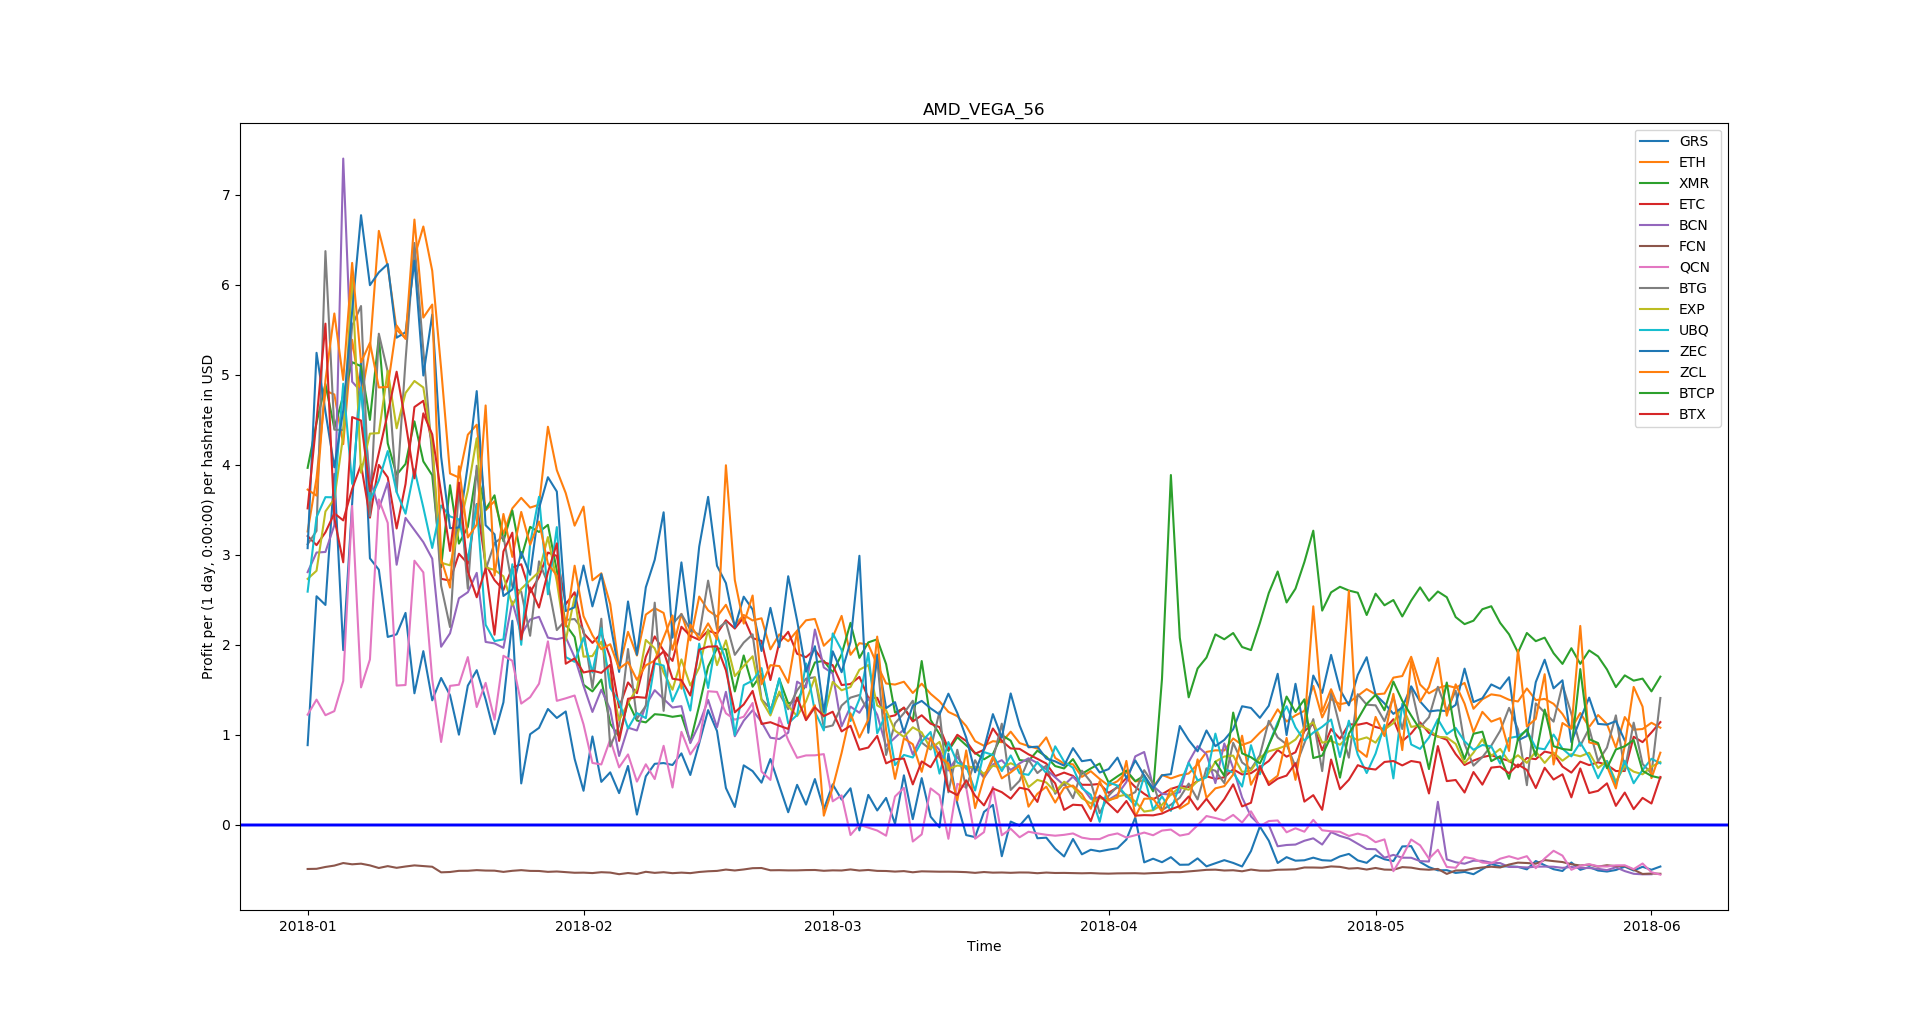 AMD_VEGA_56
Profit per (1 day, 0:00:00) per hashrate in USD
7
6
5
4
3
2
1
0
2018-01
2018-02
2018-03
2018-04
2018-05
2018-06
Time
GRS
ETH
XMR
ETC
BCN
FCN
QCN
BTG
EXP
UBQ
ZEC
ZCL
BTCP
BTX